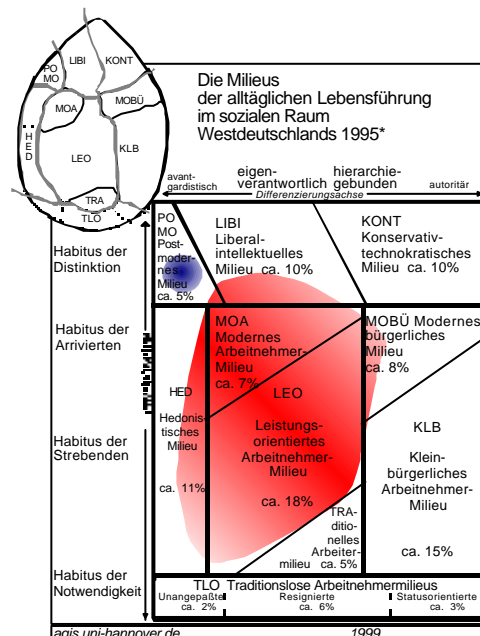 LIBI
KONT
PO
MO
MOA
MOBÜ
HED
LEO
KLB
TRA
TLO
Die Milieus
der alltäglichen Lebensführung
im sozialen Raum
Westdeutschlands 1995*
avant-
gardistisch
eigen-
verantwortlich
hierarchie-
gebunden
autoritär
Differenzierungsachse
Habitus der
Distinktion
Habitus der
Arrivierten
Habitus der
Strebenden
Habitus der
Notwendigkeit
PO
MO
Post-
moder-
nes
Milieu
ca. 5%
LIBI
Liberal-
intellektuelles
Milieu ca. 10%
KONT
Konservativ-
technokratisches
Milieu ca. 10%
MOA
Modernes
Arbeitnehmer-
Milieu
ca. 7%
MOBÜ Modernes
bürgerliches
Milieu
ca. 8%
HED
Hedonis-
tisches
Milieu
ca. 11%
LEO
Leistungs-
orientiertes
Arbeitnehmer-
Milieu
ca. 18%
KLB
Klein-
bürgerliches
Arbeitnehmer-
Milieu
ca. 15%
TRA-
ditio-
nelles
Arbeiter-
milieu ca. 5%
TLO Traditionslose Arbeitnehmermilieus
Unangepaßte
ca. 2%
Resignierte
ca. 6%
Statusorientierte
ca. 3%
agis uni-hannover.de
1999